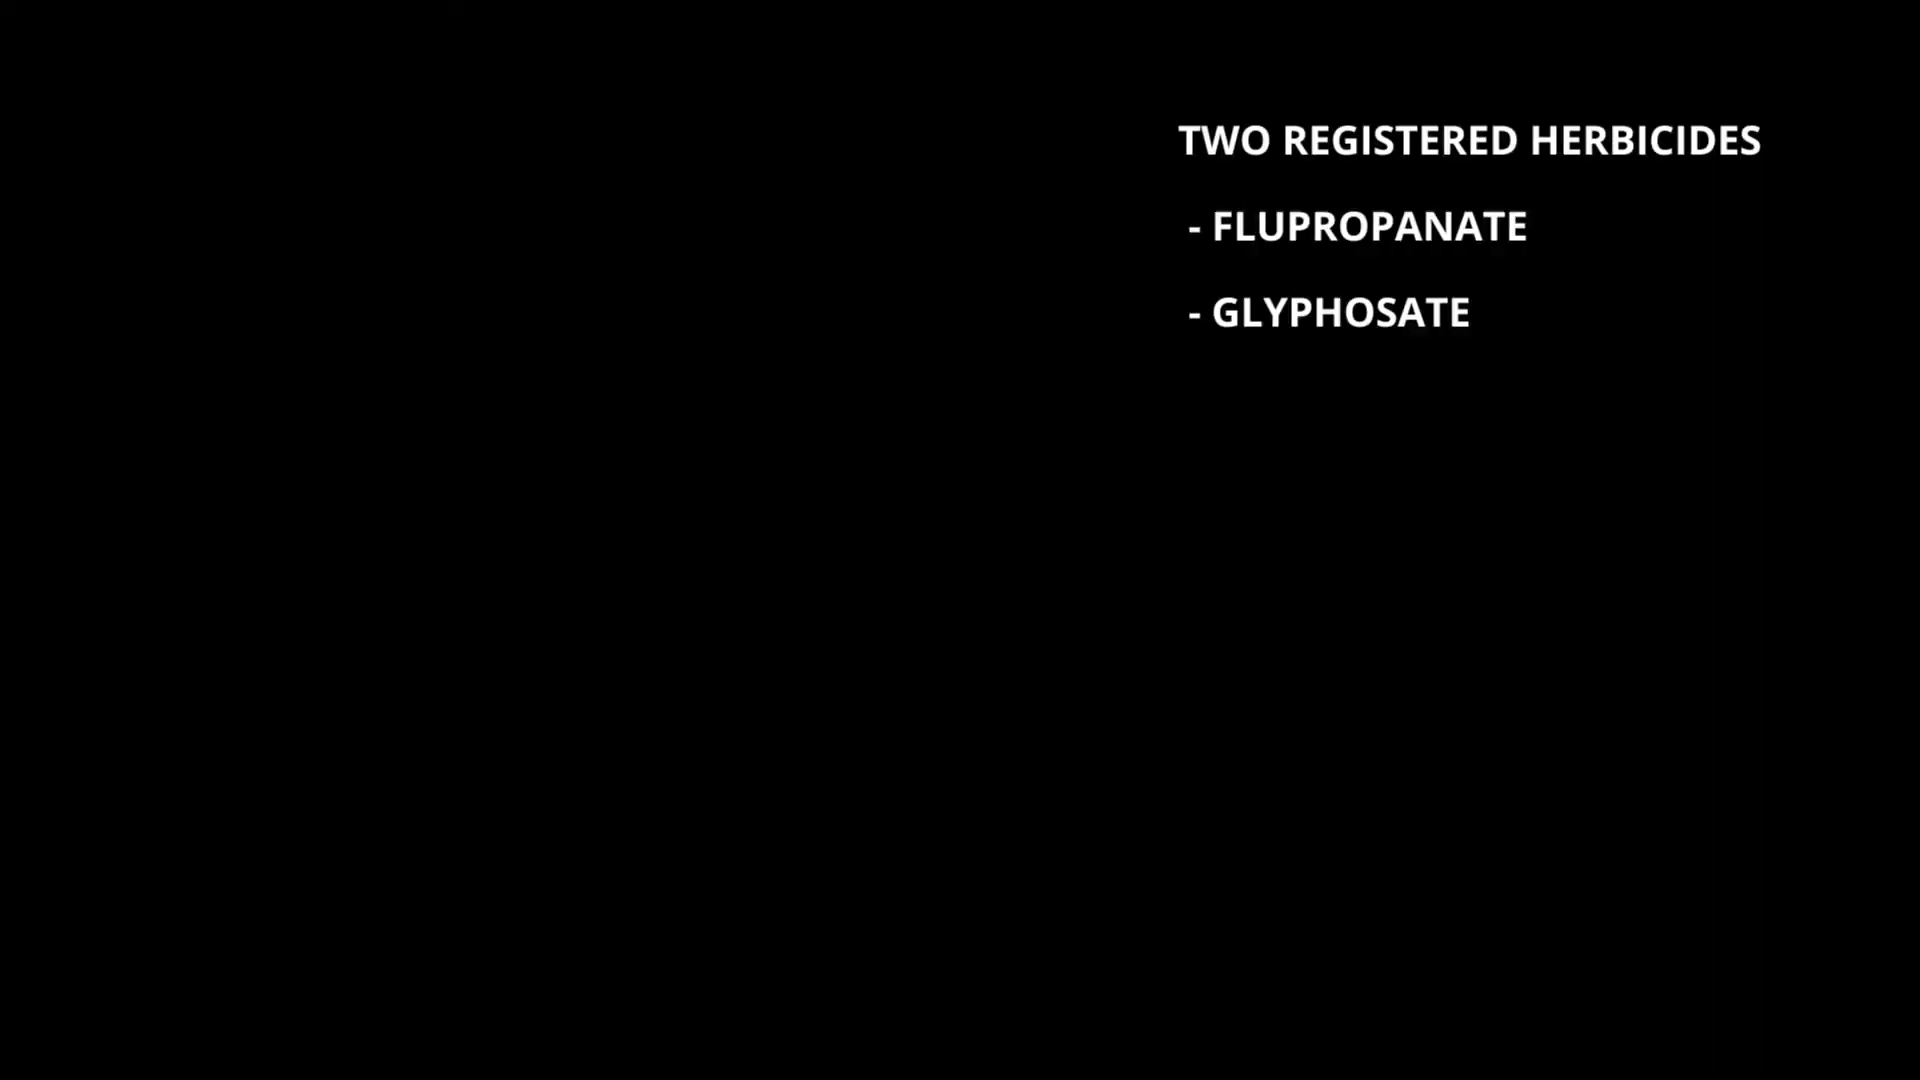 TWO REGISTERED HERBICIDES
- FLUPROPANATE
- GLYPHOSATE